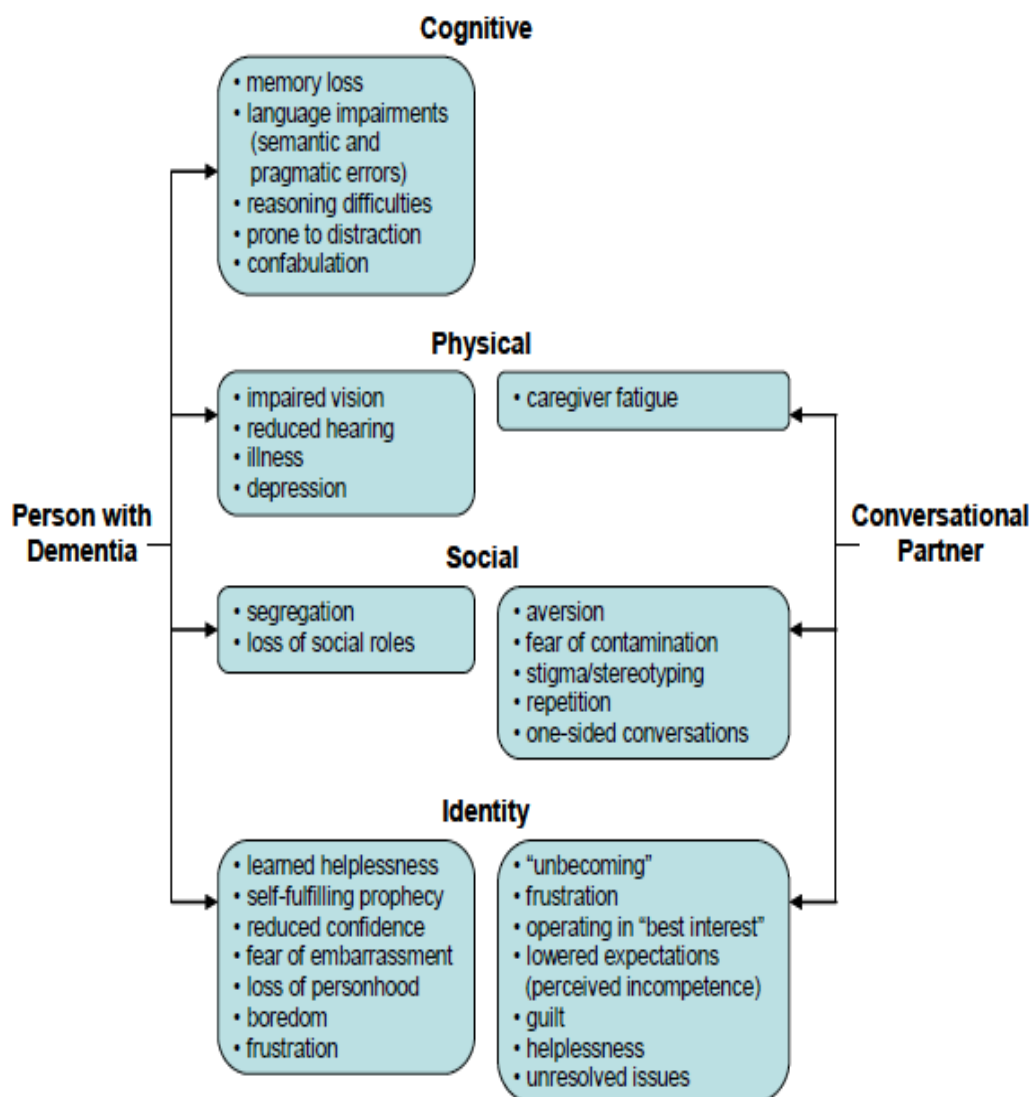 Cognitive
• memory loss
• language impairments
(semantic and
pragmatic errors)
• reasoning difficulties
• prone to distraction
• confabulation
Physical
• impaired vision
• reduced hearing
• illness
• depression
• caregiver fatigue
Person with
Dementia
Conversational
Partner
Social
• segregation
• loss of social roles
• aversion
• fear of contamination
• stigma/stereotyping
• repetition
• one-sided conversations
Identity
• learned helplessness
• self-fulfilling prophecy
• reduced confidence
• fear of embarrassment
• loss of personhood
• boredom
• frustration
• “unbecoming”
• frustration
• operating in “best interest”
• lowered expectations
(perceived incompetence)
• guilt
• helplessness
• unresolved issues